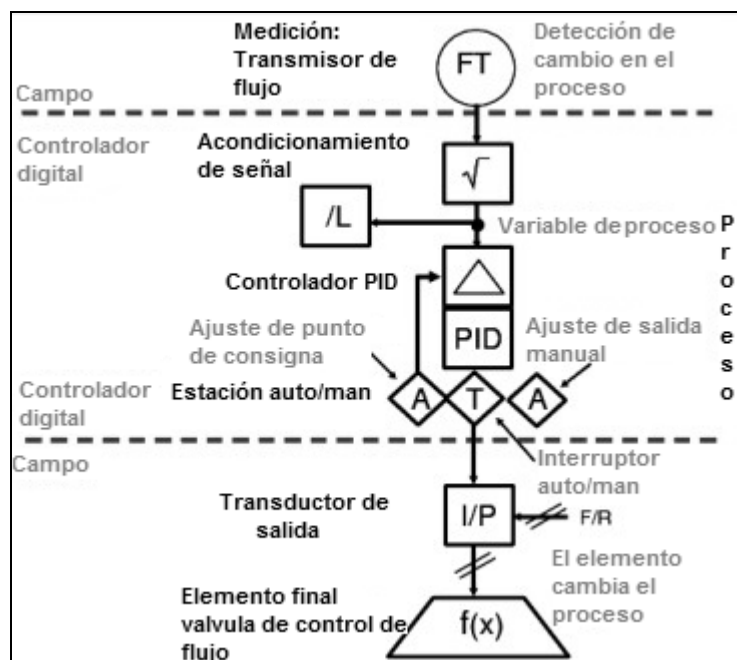 Medición:
Transmisor de
flujo
FT
Detección de
cambio en el
proceso
Campo
Controlador
digital
Acondicionamiento
de señal
√
/L
Variable de proceso
Proceso
Controlador PID
△
PID
Ajuste de punto
de consigna
Ajuste de salida
manual
Controlador
digital
Estación auto/man
A
T
A
Campo
Interruptor
auto/man
Transductor de
salida
I/P
F/R
El elemento
cambia el
proceso
Elemento final
valvula de control de
flujo
f(x)